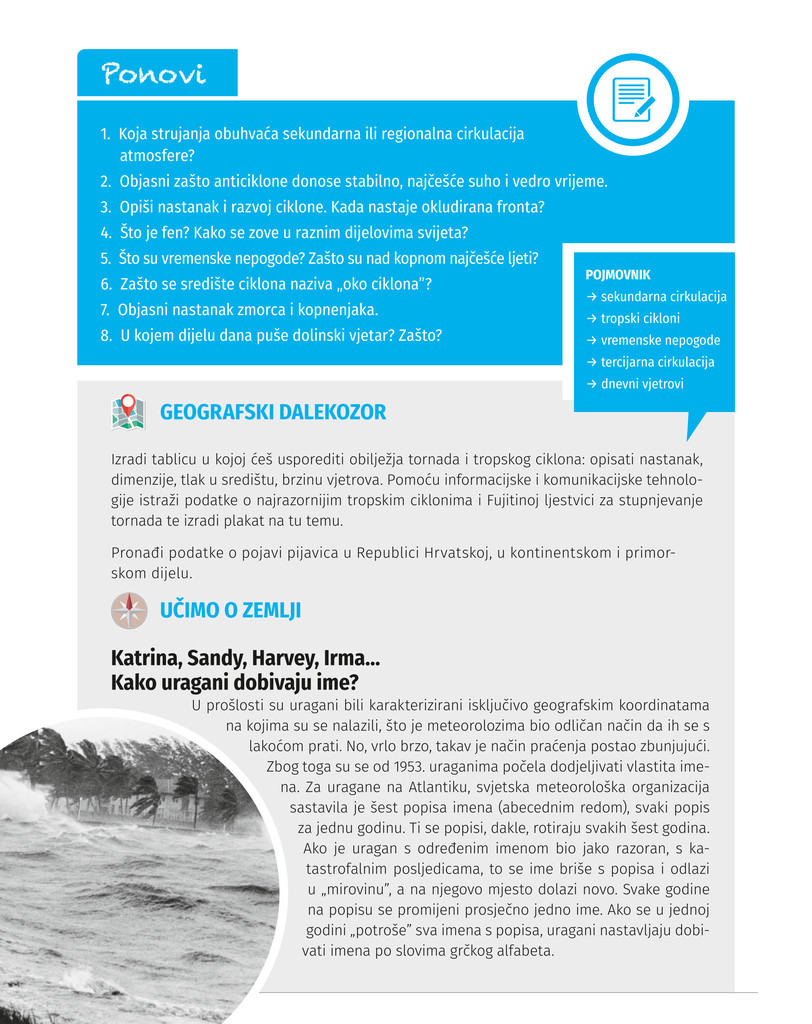 Ponovi
1. Koja strujanja obuhvaća sekundarna ili regionalna cirkulacija
atmosfere?
2. Objasni zašto anticiklone donose stabilno, najčešće suho i vedro vrijeme.
3. Opiši nastanak i razvoj ciklone. Kada nastaje okludirana fronta?
4. Što je fen? Kako se zove u raznim dijelovima svijeta?
5. Što su vremenske nepogode? Zašto su nad kopnom najčešće ljeti?
6. Zašto se središte ciklona naziva „oko ciklona”?
7. Objasni nastanak zmorca i kopnenjaka.
8. U kojem dijelu dana puše dolinski vjetar? Zašto?
POJMOVNIK
→ sekundarna cirkulacija
→ tropski cikloni
→ vremenske nepogode
→ tercijarna cirkulacija
→ dnevni vjetrovi
GEOGRAFSKI DALEKOZOR
Izradi tablicu u kojoj ćeš usporediti obilježja tornada i tropskog ciklona: opisati nastanak,
dimenzije, tlak u središtu, brzinu vjetrova. Pomoću informacijske i komunikacijske tehnolo-
gije istraži podatke o najrazornijim tropskim ciklonima i Fujitinoj ljestvici za stupnjevanje
tornada te izradi plakat na tu temu.
Pronađi podatke o pojavi pijavica u Republici Hrvatskoj, u kontinentskom i primor-
skom dijelu.
UČIMO O ZEMLJI
Katrina, Sandy, Harvey, Irma...
Kako uragani dobivaju ime?
U prošlosti su uragani bili karakterizirani isključivo geografskim koordinatama
na kojima su se nalazili, što je meteorolozima bio odličan način da ih se s
lakoćom prati. No, vrlo brzo, takav je način praćenja postao zbunjujući.
Zbog toga su se od 1953. uraganima počela dodjeljivati vlastita ime-
na. Za uragane na Atlantiku, svjetska meteorološka organizacija
sastavila je šest popisa imena (abecednim redom), svaki popis
za jednu godinu. Ti se popisi, dakle, rotiraju svakih šest godina.
Ako je uragan s određenim imenom bio jako razoran, s ka-
tastrofalnim posljedicama, to se ime briše s popisa i odlazi
u „mirovinu”, a na njegovo mjesto dolazi novo. Svake godine
na popisu se promijeni prosječno jedno ime. Ako se u jednoj
godini „potroše” sva imena s popisa, uragani nastavljaju dobi-
vati imena po slovima grčkog alfabeta.